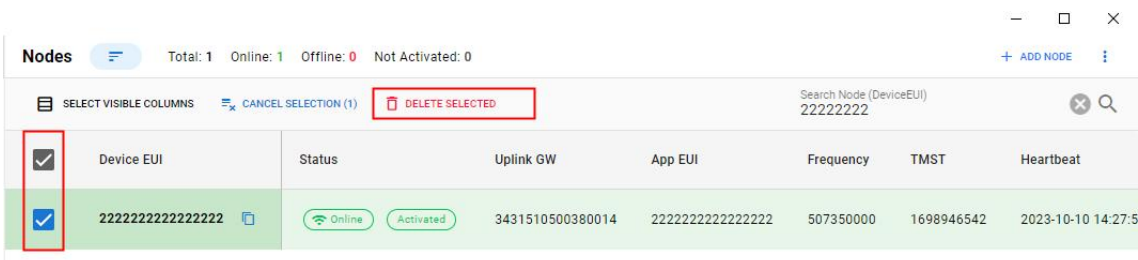 Nodes Total: 1 Online: 1 Offline: 0 Not Activated: 0 + ADD NODE
SELECT VISIBLE COLUMNS CANCEL SELECTION (1) DELETE SELECTED Search Node (DeviceEUI)
22222222
Device EUI Status Uplink GW App EUI Frequency TMST Heartbeat
2222222222222222 Online Activated 3431510500380014 2222222222222222 507350000 1698946542 2023-10-10 14:27:5